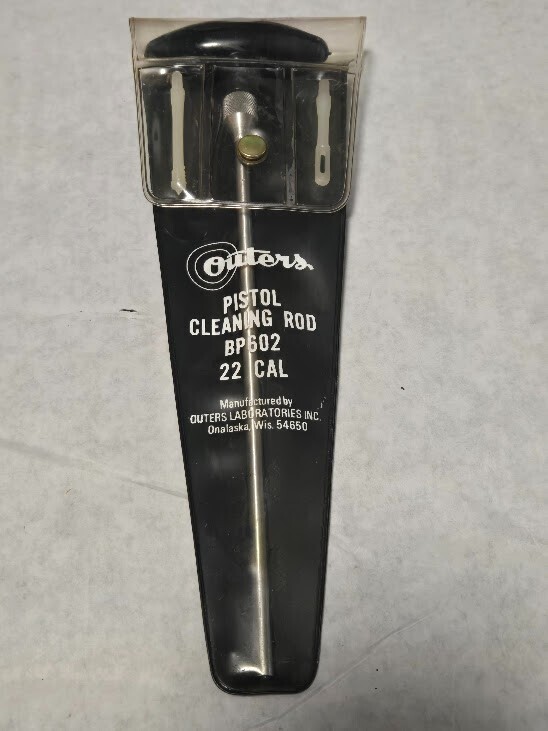 Outers
PISTOL
CLEANING ROD
BP602
22 CAL
Manufactured by
OUTERS LABORATORIES INC.
Onalaska, Wis. 54650